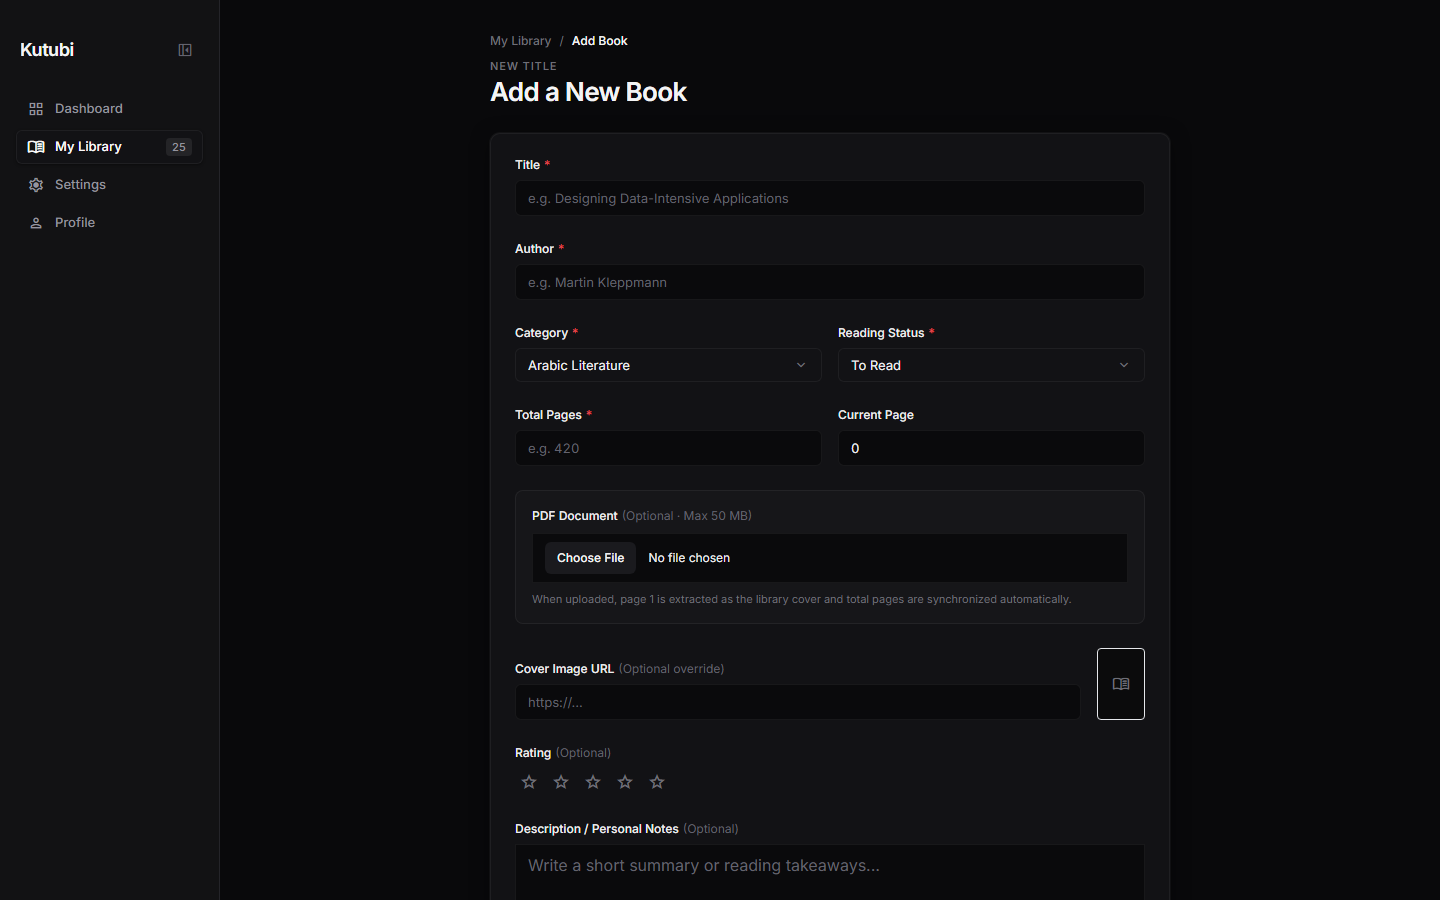 Kutubi
Dashboard
My Library 25
Settings
Profile
My Library / Add Book
NEW TITLE
Add a New Book
Title *
e.g. Designing Data-Intensive Applications
Author *
e.g. Martin Kleppmann
Category * Reading Status *
Arabic Literature To Read
Total Pages * Current Page
e.g. 420 0
PDF Document (Optional · Max 50 MB)
Choose File No file chosen
When uploaded, page 1 is extracted as the library cover and total pages are synchronized automatically.
Cover Image URL (Optional override)
https://...
Rating (Optional)
Description / Personal Notes (Optional)
Write a short summary or reading takeaways...